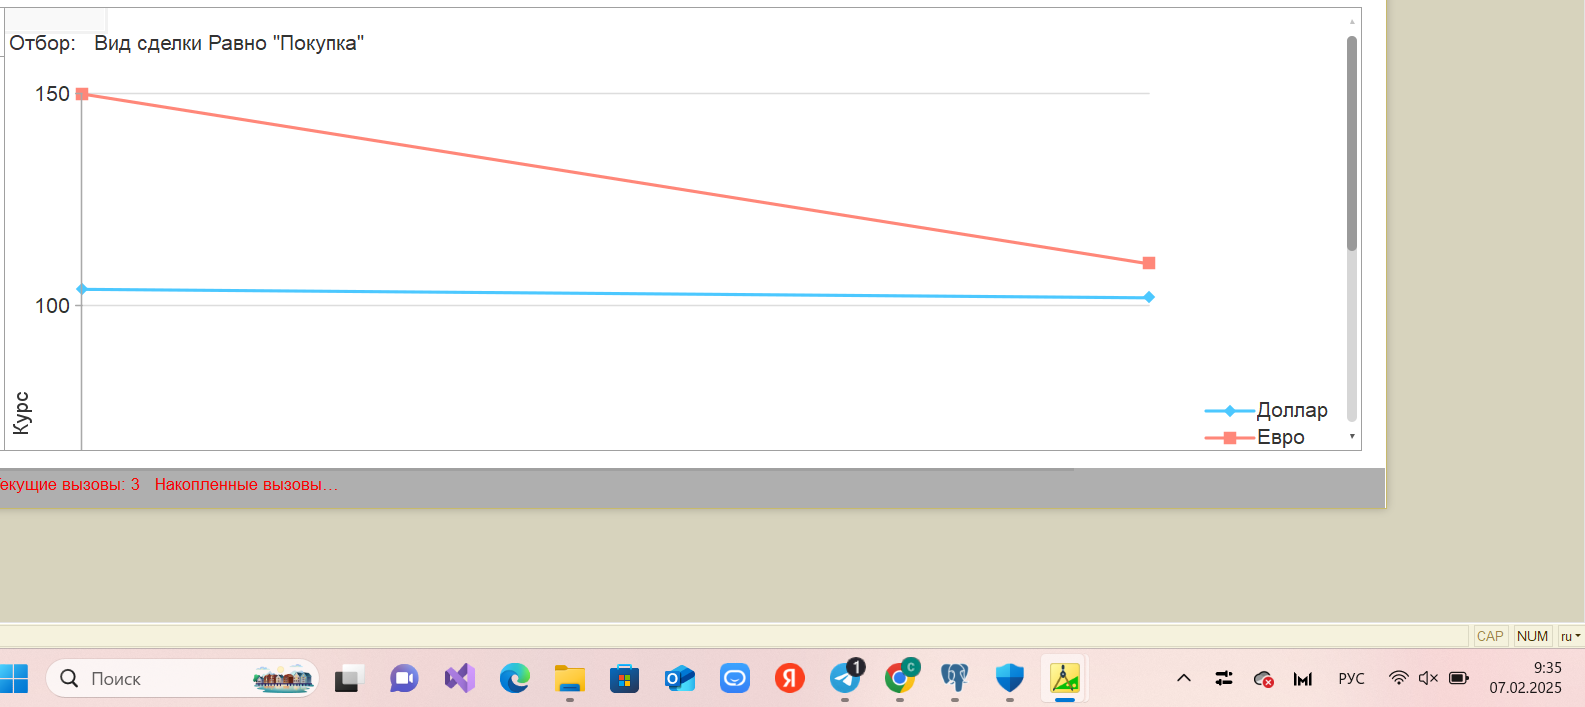 Отбор: Вид сделки Равно "Покупка"
150
100
Курс
Доллар
Евро
екущие вызовы: 3 Накопленные вызовы...
CAP NUM ru
Поиск
1
C
РУС
9:35
07.02.2025